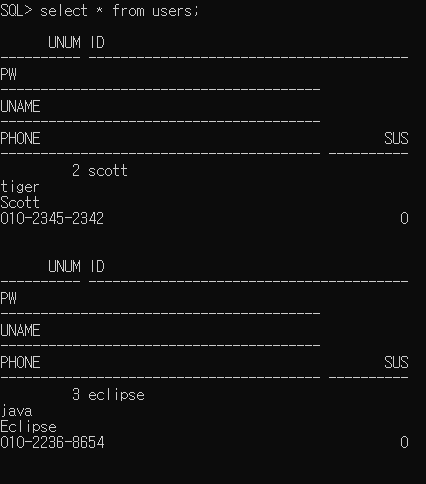 SQL> select * from users;
UNUM ID
---------- ----------------------------------------
PW
----------------------------------------
UNAME
----------------------------------------
PHONE SUS
---------------------------------------- ----------
2 scott
tiger
Scott
010-2345-2342 0
UNUM ID
---------- ----------------------------------------
PW
----------------------------------------
UNAME
----------------------------------------
PHONE SUS
---------------------------------------- ----------
3 eclipse
java
Eclipse
010-2236-8654 0